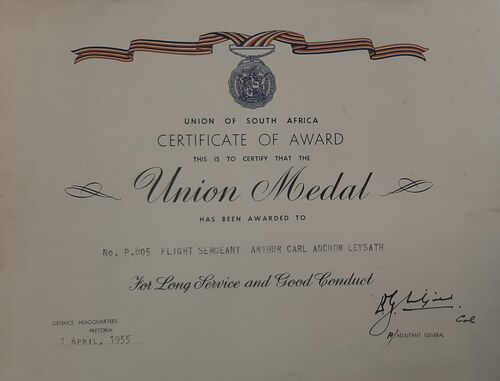 UNION OF SOUTH AFRICA
CERTIFICATE OF AWARD
THIS IS TO CERTIFY THAT THE
Union Medal
HAS BEEN AWARDED TO
No. P.805 FLIGHT SERGEANT ARTHUR CARL ANCHOR LEYSATH
For Long Service and Good Conduct
Col
A/ADJUTANT GENERAL
DEFENCE HEADQUARTERS
PRETORIA
1 APRIL, 1955